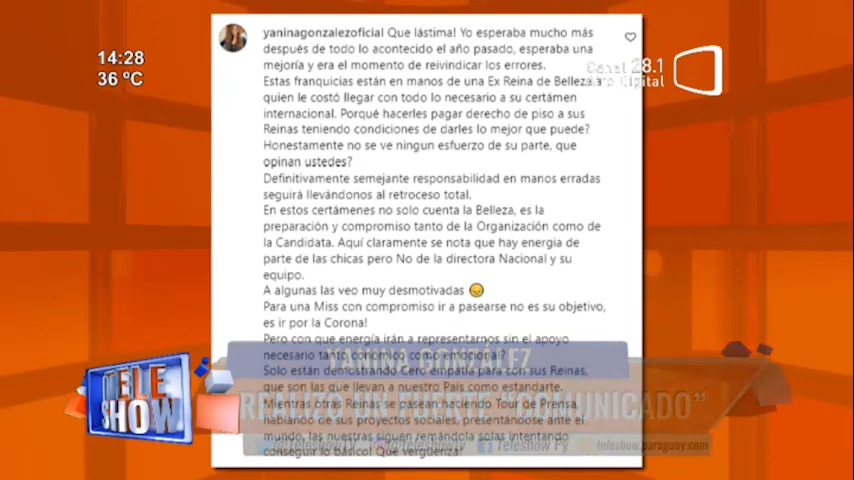 14:28
36 ºC
Canal 28.1
Digital
yaninagonzalezoficial Que lástima! Yo esperaba mucho más
después de todo lo acontecido el año pasado, esperaba una
mejoría y era el momento de reivindicar los errores.
Estas franquicias están en manos de una Ex Reina de Belleza a
quien le costó llegar con todo lo necesario a su certámen
internacional. Porqué hacerles pagar derecho de piso a sus
Reinas teniendo condiciones de darles lo mejor que puede?
Honestamente no se ve ningun esfuerzo de su parte, que
opinan ustedes?
Definitivamente semejante responsabilidad en manos erradas
seguirá llevándonos al retroceso total.
En estos certámenes no solo cuenta la Belleza, es la
preparación y compromiso tanto de la Organización como de
la Candidata. Aquí claramente se nota que hay energia de
parte de las chicas pero No de la directora Nacional y su
equipo.
A algunas las veo muy desmotivadas 😞
Para una Miss con compromiso ir a pasearse no es su objetivo,
es ir por la Corona!
Pero con que energía irán a representarnos sin el apoyo
necesario tanto económico como emocional?
Solo están demostrando Cero empatía para con sus Reinas,
que son las que llevan a nuestro País como estandarte.
Mientras otras Reinas se pasean haciendo Tour de Prensa,
hablando de sus proyectos sociales, presentándose ante el
mundo, las nuestras siguen remándola solas intentando
conseguir lo básico! Que vergüenza!
YANINA GONZÁLEZ
"COMUNICADO"
TELE
SHOW
@TeleshowTV
Teleshow Py
teleshow.paraguay.com